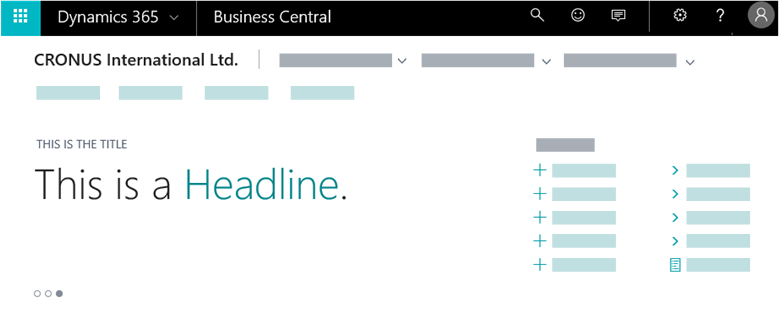 Dynamics 365 Business Central
CRONUS International Ltd.
THIS IS THE TITLE
This is a Headline.